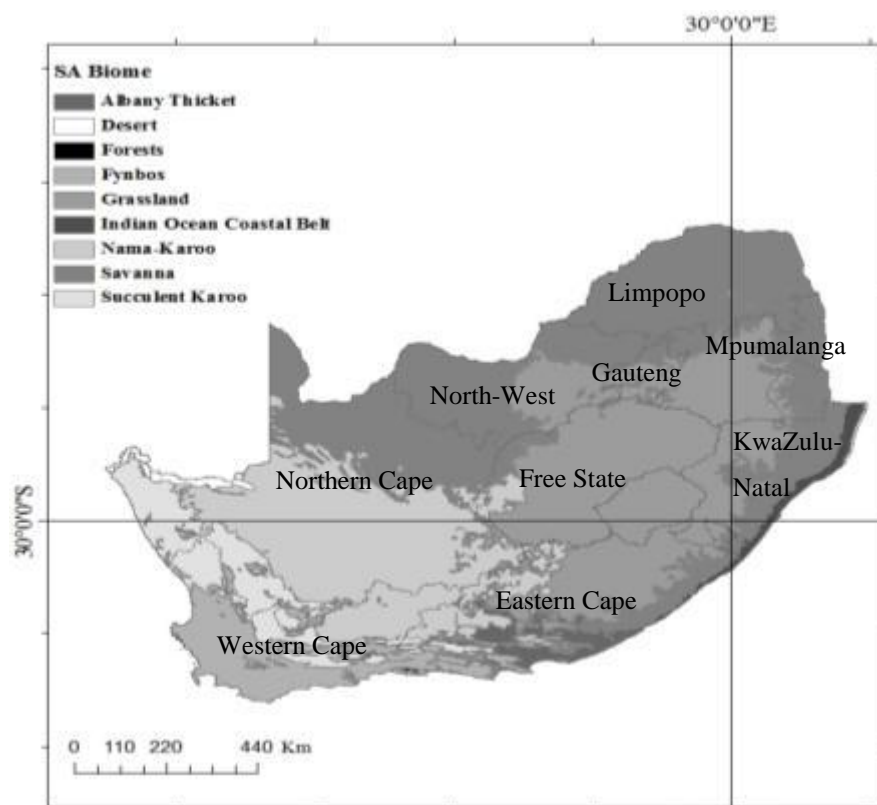 30°0'0"E
SA Biome
Albany Thicket
Desert
Forests
Fynbos
Grassland
Indian Ocean Coastal Belt
Nama-Karoo
Savanna
Succulent Karoo
Limpopo
Mpumalanga
Gauteng
North-West
KwaZulu-
Natal
Northern Cape
Free State
30°0'0"S
Eastern Cape
Western Cape
0 110 220 440 Km